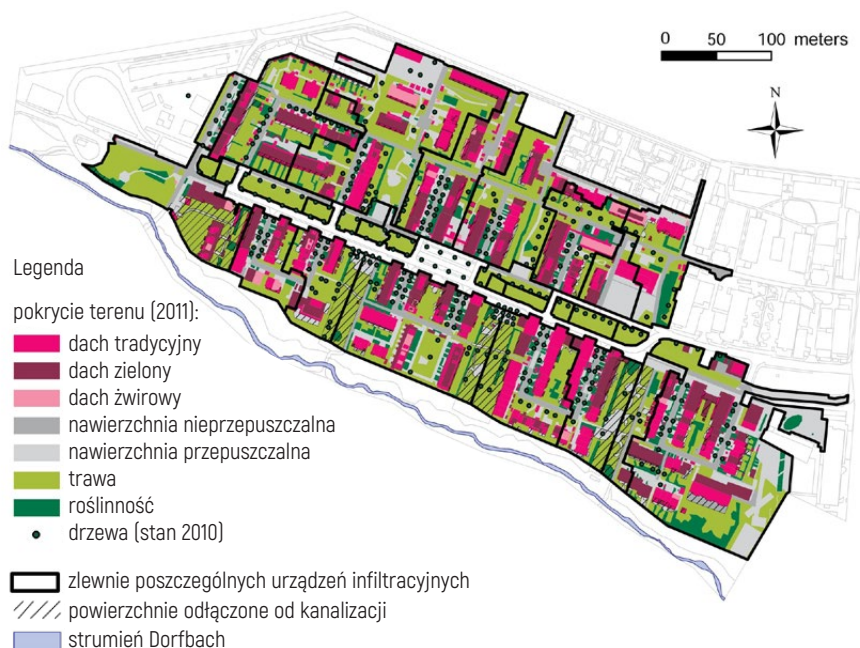 0 50 100 meters
N
Legenda
pokrycie terenu (2011):
dach tradycyjny
dach zielony
dach żwirowy
nawierzchnia nieprzepuszczalna
nawierzchnia przepuszczalna
trawa
roślinność
drzewa (stan 2010)
zlewnie poszczególnych urządzeń infiltracyjnych
powierzchnie odłączone od kanalizacji
strumień Dorfbach